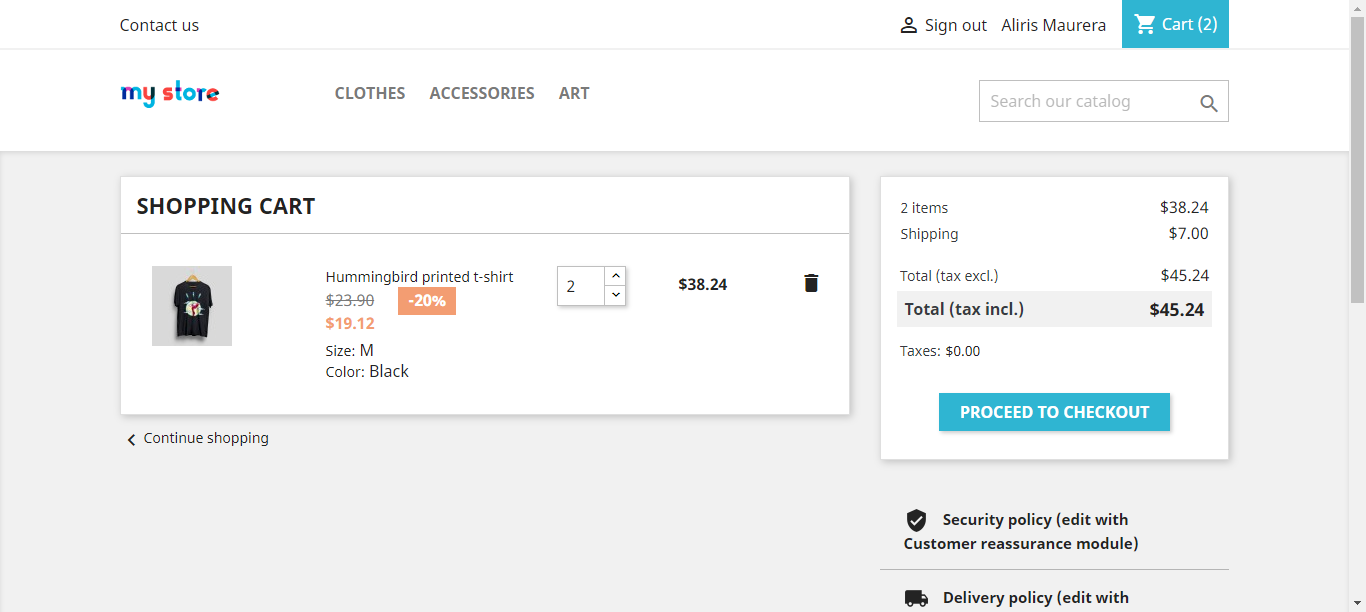 Contact us
Sign out Aliris Maurera Cart (2)
my store
CLOTHES ACCESSORIES ART
Search our catalog
SHOPPING CART
Hummingbird printed t-shirt
$23.90 -20%
$19.12
Size: M
Color: Black
2
$38.24
Continue shopping
2 items $38.24
Shipping $7.00
Total (tax excl.) $45.24
Total (tax incl.) $45.24
Taxes: $0.00
PROCEED TO CHECKOUT
Security policy (edit with
Customer reassurance module)
Delivery policy (edit with